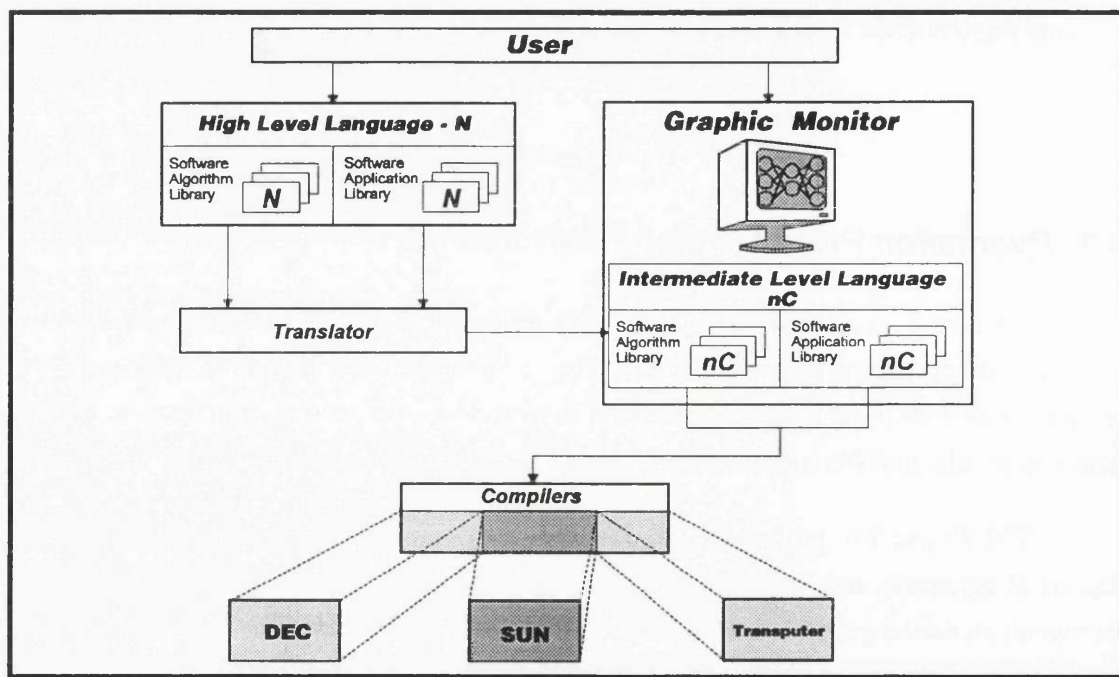 User
High Level Language - N
Software
Algorithm
Library
N
Software
Application
Library
N
Graphic Monitor
Translator
Intermediate Level Language
nC
Software
Algorithm
Library
nC
Software
Application
Library
nC
Compilers
DEC
SUN
Transputer